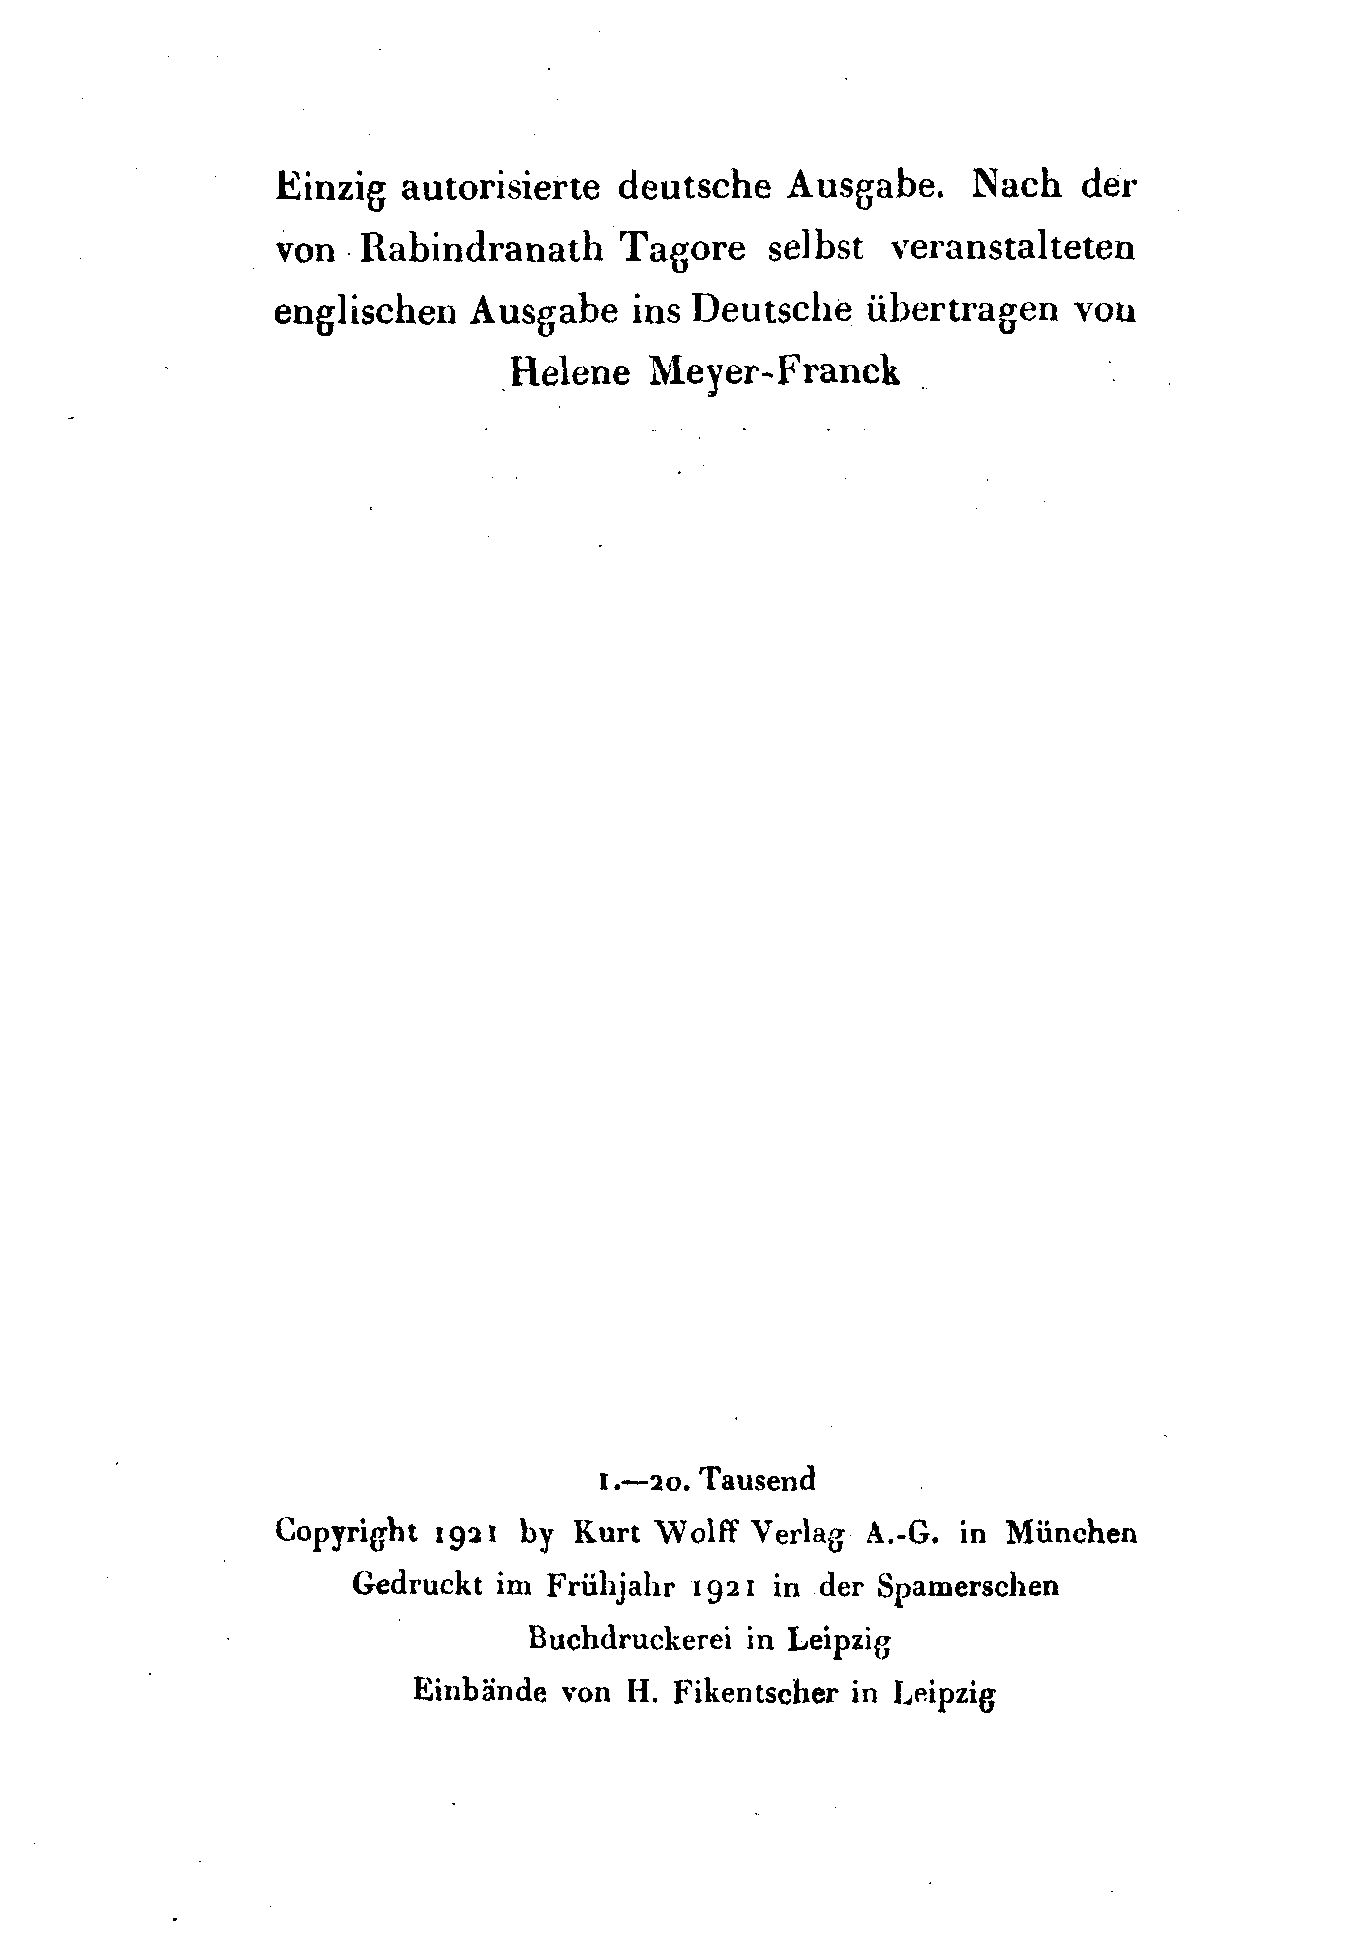 Einzig autorisierte deutsche Ausgabe. Nach der
von Rabindranath Tagore selbst veranstalteten
englischen Ausgabe ins Deutsche übertragen von
Helene Meyer-Franck
1.—20. Tausend
Copyright 1921 by Kurt Wolff Verlag A.-G. in München
Gedruckt im Frühjahr 1921 in der Spamerschen
Buchdruckerei in Leipzig
Einbände von H. Fikentscher in Leipzig